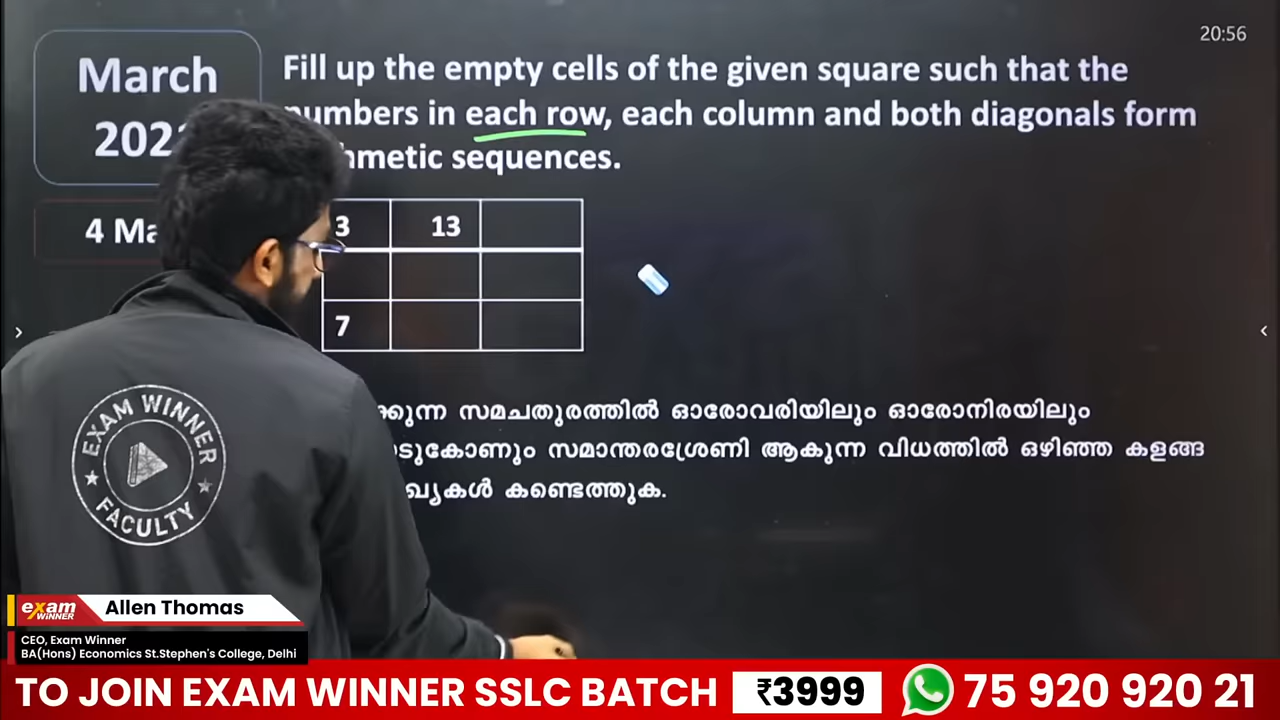 20:56
March
202
Fill up the empty cells of the given square such that the
numbers in each row, each column and both diagonals form
hmetic sequences.
4 Ma
3 13
7
ക്കുന്ന സമചതുരത്തിൽ ഓരോവരിയിലും ഓരോനിരയിലും
ടുകോണും സമാന്തരശ്രേണി ആകുന്ന വിധത്തിൽ ഒഴിഞ്ഞ കളങ്ങ
ഖ്യകൾ കണ്ടെത്തുക.
EXAM WINNER
FACULTY
exam WINNER
Allen Thomas
CEO, Exam Winner
BA(Hons) Economics St.Stephen's College, Delhi
TO JOIN EXAM WINNER SSLC BATCH ₹3999 75 920 920 21